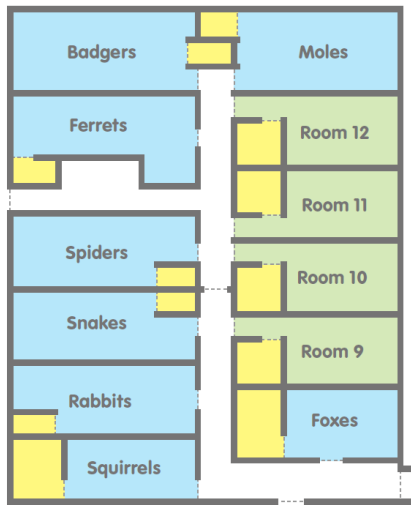 Badgers
Moles
Ferrets
Room 12
Room 11
Spiders
Room 10
Snakes
Room 9
Rabbits
Foxes
Squirrels